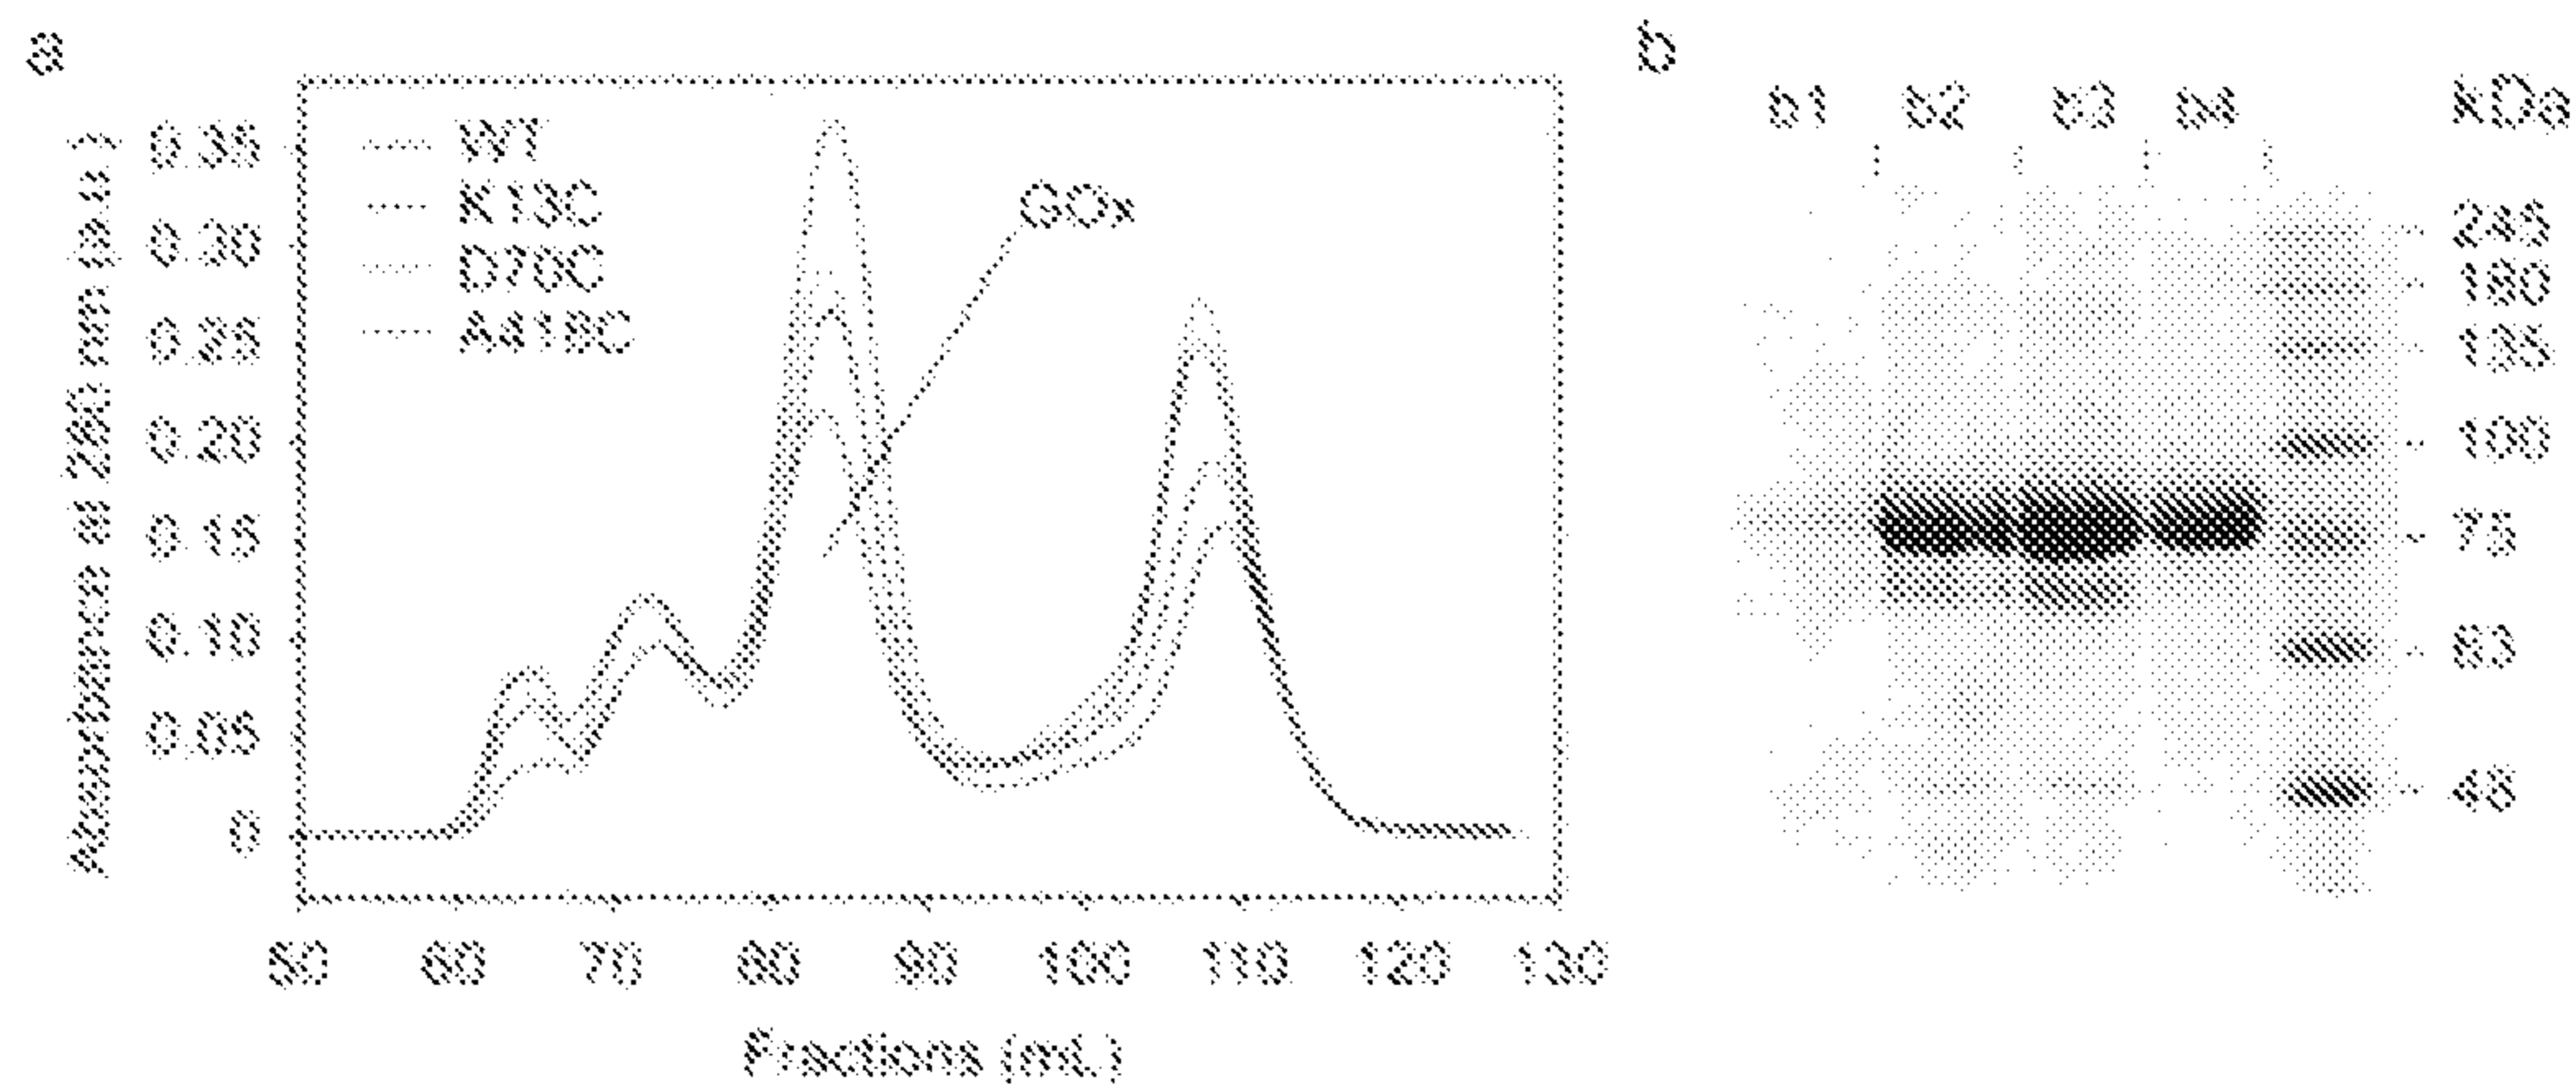 a
Absorbance at 280 nm (a.u.)
0.35
0.30
0.25
0.20
0.15
0.10
0.05
0
WT
K13C
D70C
A418C
GOx
50 60 70 80 90 100 110 120 130
Fractions (mL)
b
b1 b2 b3 b4 kDa
245
180
135
100
75
63
48